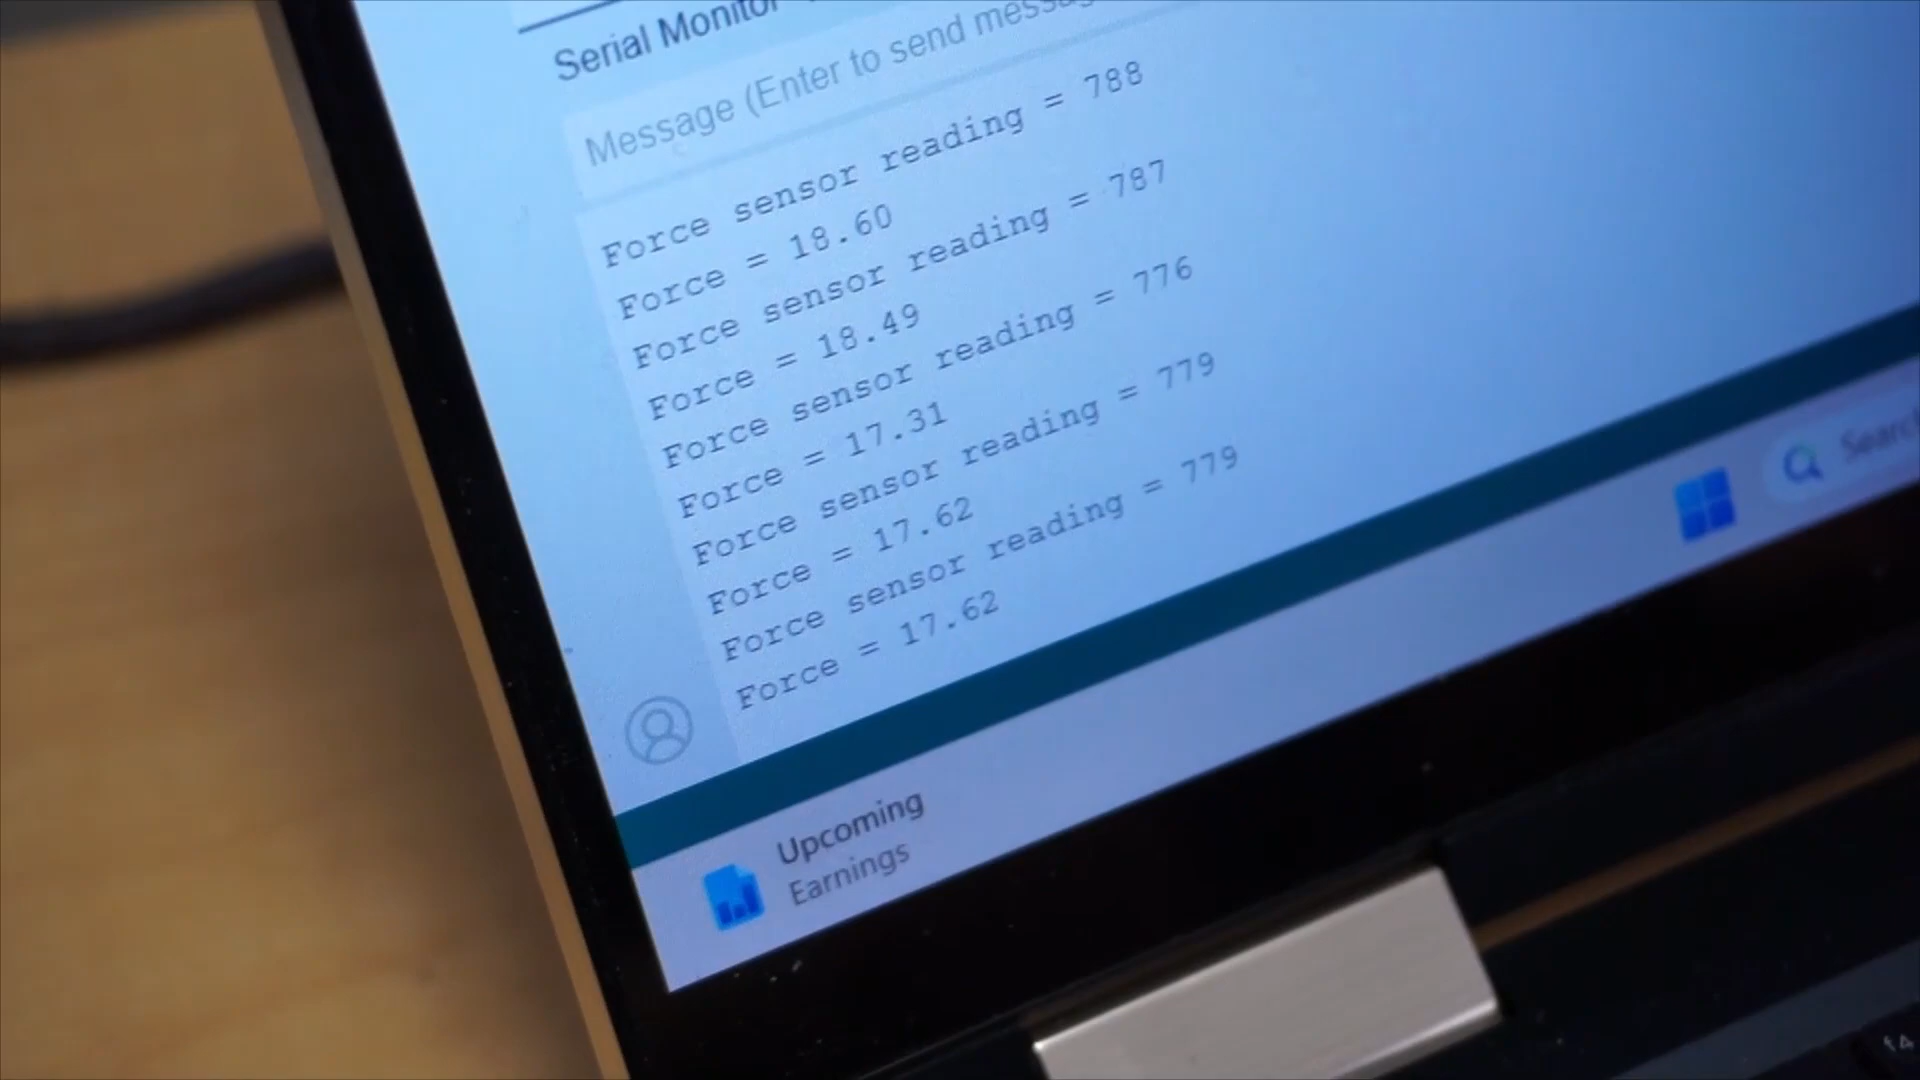 Serial Monitor
Message (Enter to send message
Force sensor reading = 788
Force = 18.60
Force sensor reading = 787
Force = 18.49
Force sensor reading = 776
Force = 17.31
Force sensor reading = 779
Force = 17.62
Force sensor reading = 779
Force = 17.62
Search
Upcoming
Earnings